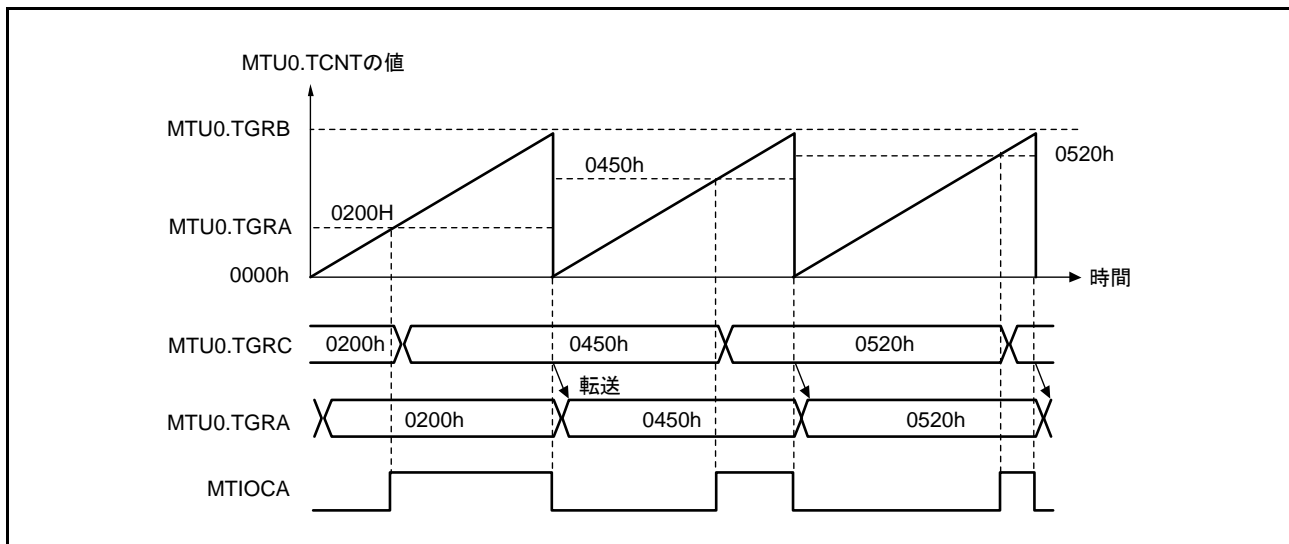 MTU0.TCNTの値
MTU0.TGRB
0520h
0450h
0200H
MTU0.TGRA
0000h
時間
MTU0.TGRC
0200h
0450h
0520h
転送
MTU0.TGRA
0200h
0450h
0520h
MTIOCA